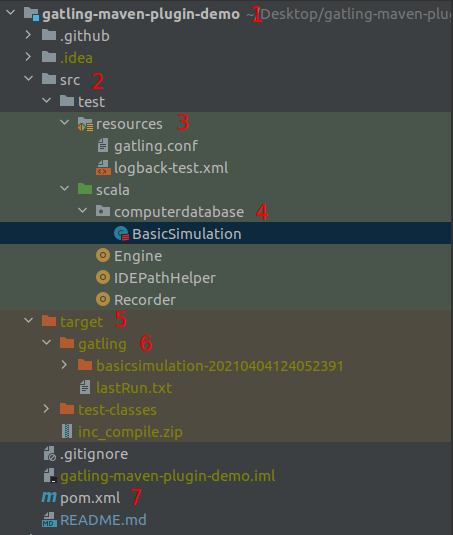 gatling-maven-plugin-demo ~/Desktop/gatling-maven-plu
1
.github
.idea
src 2
test
resources 3
gatling.conf
logback-test.xml
scala
computerdatabase 4
BasicSimulation
Engine
IDEPathHelper
Recorder
target 5
gatling 6
basicsimulation-20210404124052391
lastRun.txt
test-classes
inc_compile.zip
.gitignore
gatling-maven-plugin-demo.iml
pom.xml 7
README.md